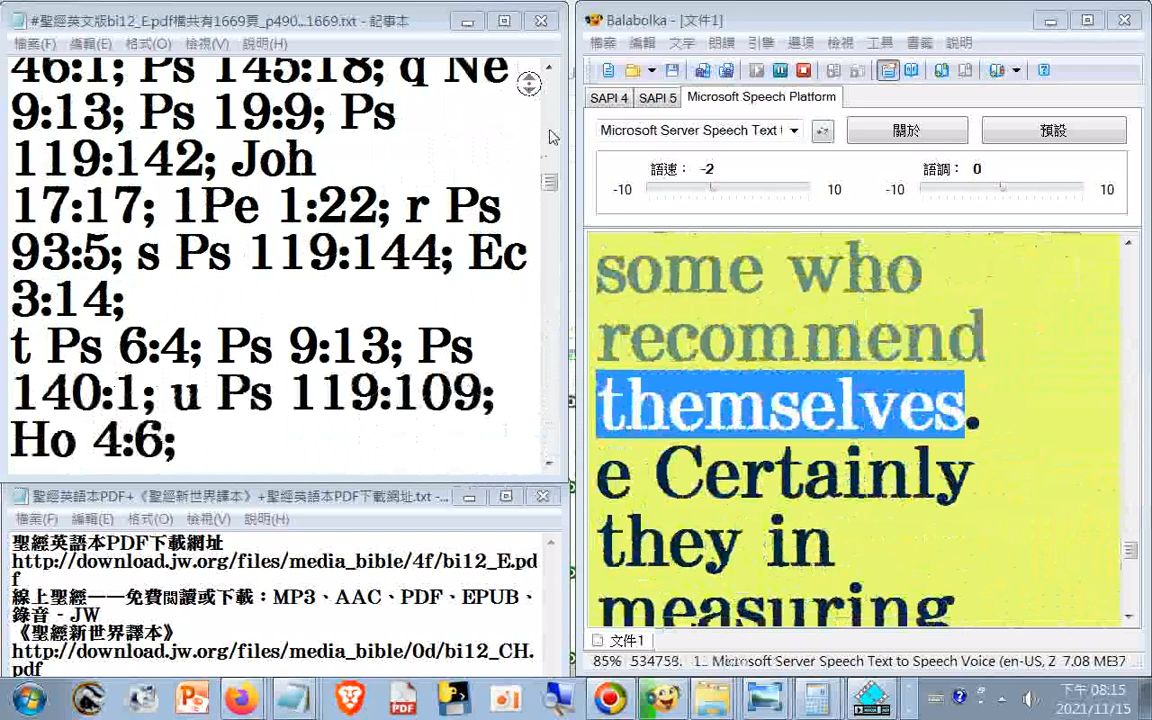 #聖經英文版bi12_E.pdf檔共有1669頁_p490...1669.txt - 記事本
檔案(F) 編輯(E) 格式(O) 檢視(V) 說明(H)
46:1; Ps 145:18; q Ne
9:13; Ps 19:9; Ps
119:142; Joh
17:17; 1Pe 1:22; r Ps
93:5; s Ps 119:144; Ec
3:14;
t Ps 6:4; Ps 9:13; Ps
140:1; u Ps 119:109;
Ho 4:6;
聖經英語本PDF+《聖經新世界譯本》+聖經英語本PDF下載網址.txt -...
檔案(F) 編輯(E) 格式(O) 檢視(V) 說明(H)
聖經英語本PDF下載網址
http://download.jw.org/files/media_bible/4f/bi12_E.pd
f
線上聖經——免費閱讀或下載：MP3、AAC、PDF、EPUB、
錄音 - JW
《聖經新世界譯本》
http://download.jw.org/files/media_bible/0d/bi12_CH.
pdf
Balabolka - [文件1]
檔案 編輯 文字 朗讀 引擎 選項 檢視 工具 書籤 說明
SAPI 4 SAPI 5 Microsoft Speech Platform
Microsoft Server Speech Text 關於 預設
語速： -2 語調： 0
-10 10 -10 10
some who
recommend
themselves.
e Certainly
they in
measuring
文件1
85% 534753. Microsoft Server Speech Text to Speech Voice (en-US, Z 7.08 MB
下午 08:15
2021/11/15